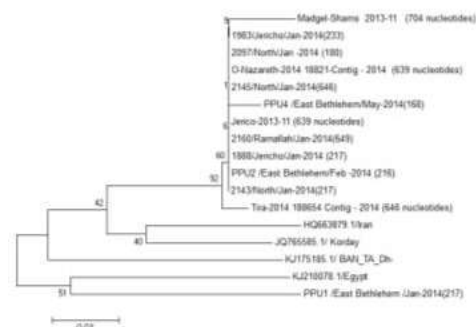 Madgel-Shams 2013-11 (704 nucleotides)
1983/Jericho/Jan-2014(233)
2097/North/Jan -2014 (180)
O-Nazareth-2014 18821-Contig - 2014 (639 nucleotides)
2145/North/Jan-2014(646)
PPU4 /East Bethlehem/May-2014(168)
Jerico-2013-11 (639 nucleotides)
2160/Ramallah/Jan-2014(649)
1888/Jericho/Jan-2014 (217)
60
PPU2 /East Bethlehem/Feb -2014 (216)
92
2143/North/Jan-2014(217)
Tira-2014 188654 Contig - 2014 (646 nucleotides)
42
HQ663879.1/Iran
40
JQ765585.1/ Korday
KJ175185.1/ BAN_TA_Dh-
KJ210078.1/Egypt
51
PPU1 /East Bethlehem /Jan-2014(217)